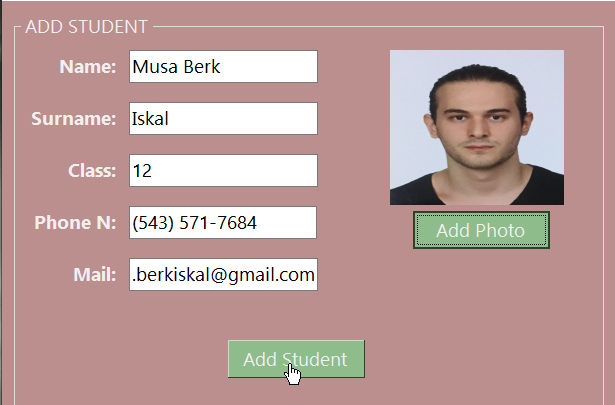 ADD STUDENT
Name: Musa Berk
Surname: Iskal
Class: 12
Phone N: (543) 571-7684
Add Photo
Mail: .berkiskal@gmail.com
Add Student